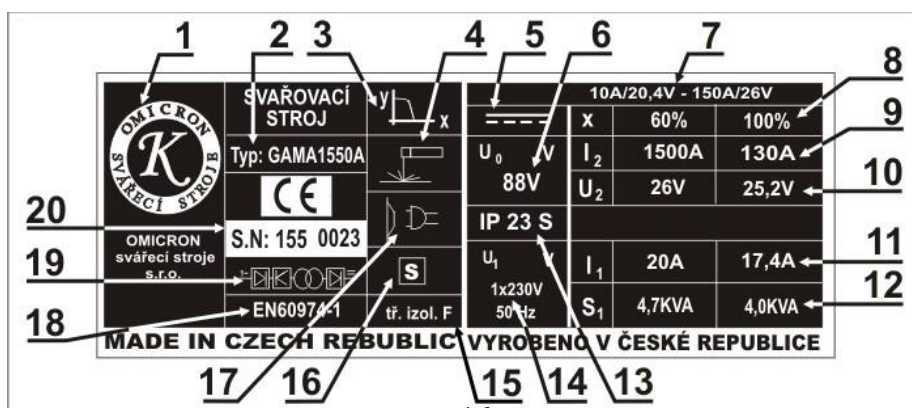 1 2 3 4 5 6 7 8 9 10 11 12 13 14 15 16 17 18 19 20
OMICRON
SVÁŘECÍ STROJE
K
OMICRON
svářecí stroje
s.r.o.
SVAŘOVACÍ
STROJ
Typ: GAMA1550A
CE
S.N: 155 0023
EN60974-1
y
x
S
tř. izol. F
10A/20,4V - 150A/26V
X 60% 100%
U0 V
88V
I2 1500A 130A
U2 26V 25,2V
IP 23 S
U1 V
1x230V
50Hz
I1 20A 17,4A
S1 4,7KVA 4,0KVA
MADE IN CZECH REBUBLIC VYROBENO V ČESKÉ REPUBLICE